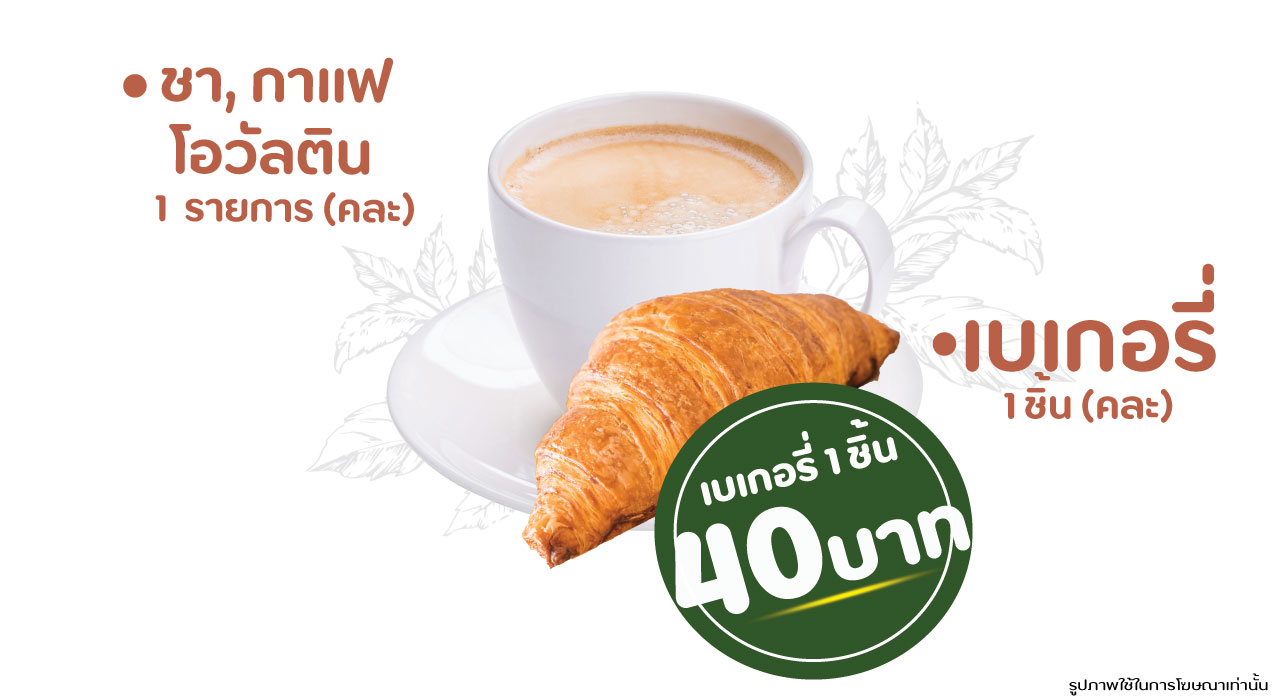 • ชา, กาแฟ
โอวัลติน
1 รายการ (คละ)
•เบเกอรี่
1 ชิ้น (คละ)
เบเกอรี่ 1 ชิ้น
40บาท
รูปภาพใช้ในการโฆษณาเท่านั้น